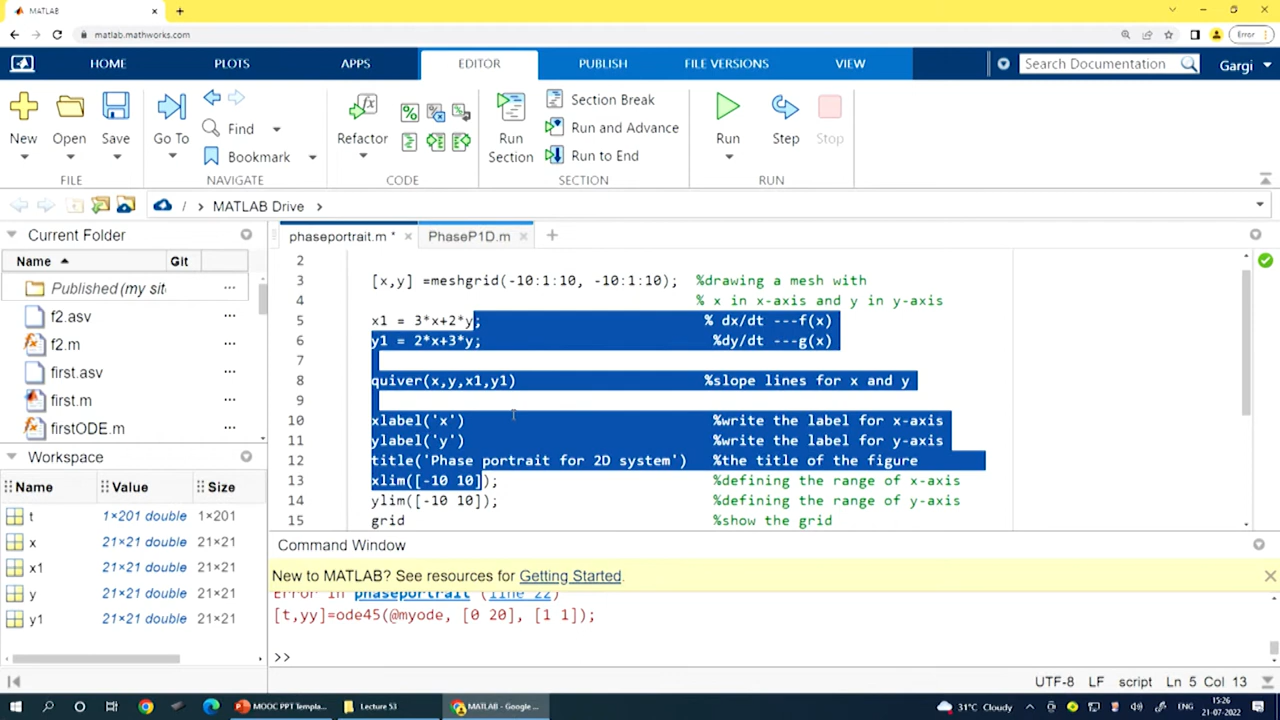 MATLAB
matlab.mathworks.com
Error
HOME
PLOTS
APPS
EDITOR
PUBLISH
FILE VERSIONS
VIEW
Search Documentation
Gargi
New
Open
Save
Go To
Find
Bookmark
Refactor
Run Section
Section Break
Run and Advance
Run to End
Run
Step
Stop
FILE
NAVIGATE
CODE
SECTION
RUN
/ > MATLAB Drive >
Current Folder
Name
Git
Published (my sit
f2.asv
f2.m
first.asv
first.m
firstODE.m
Workspace
Name Value Size
t 1×201 double 1×201
x 21×21 double 21×21
x1 21×21 double 21×21
y 21×21 double 21×21
y1 21×21 double 21×21
phaseportrait.m *
PhaseP1D.m
2
3 [x,y] =meshgrid(-10:1:10, -10:1:10); %drawing a mesh with
4 % x in x-axis and y in y-axis
5 x1 = 3*x+2*y; % dx/dt ---f(x)
6 y1 = 2*x+3*y; %dy/dt ---g(x)
7
8 quiver(x,y,x1,y1) %slope lines for x and y
9
10 xlabel('x') %write the label for x-axis
11 ylabel('y') %write the label for y-axis
12 title('Phase portrait for 2D system') %the title of the figure
13 xlim([-10 10]); %defining the range of x-axis
14 ylim([-10 10]); %defining the range of y-axis
15 grid %show the grid
Command Window
New to MATLAB? See resources for Getting Started.
Error in phaseportrait (line 22)
[t,yy]=ode45(@myode, [0 20], [1 1]);
>>
UTF-8 LF script Ln 5 Col 13
MOOC PPT Templa...
Lecture 53
MATLAB - Google ...
31°C Cloudy
ENG
15:26
21-07-2022